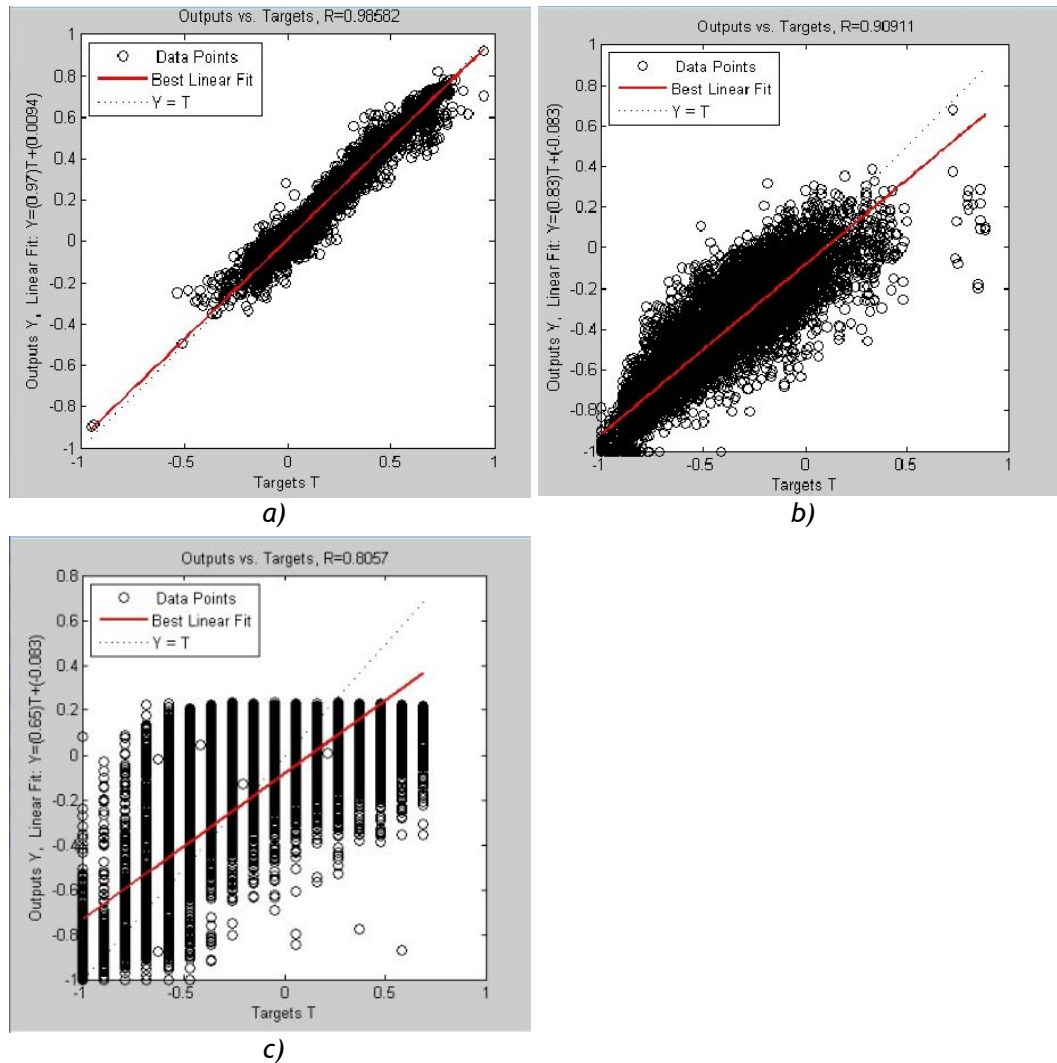 Outputs vs. Targets, R=0.98582
Data Points
Best Linear Fit
Y = T
Outputs Y, Linear Fit: Y=(0.97)T+(0.0094)
1
0.8
0.6
0.4
0.2
0
-0.2
-0.4
-0.6
-0.8
-1
-1
-0.5
0
0.5
1
Targets T
a)
Outputs vs. Targets, R=0.90911
Data Points
Best Linear Fit
Y = T
Outputs Y, Linear Fit: Y=(0.83)T+(-0.083)
1
0.8
0.6
0.4
0.2
0
-0.2
-0.4
-0.6
-0.8
-1
-1
-0.5
0
0.5
1
Targets T
b)
Outputs vs. Targets, R=0.8057
Data Points
Best Linear Fit
Y = T
Outputs Y, Linear Fit: Y=(0.65)T+(-0.083)
0.8
0.6
0.4
0.2
0
-0.2
-0.4
-0.6
-0.8
-1
-1
-0.5
0
0.5
1
Targets T
c)